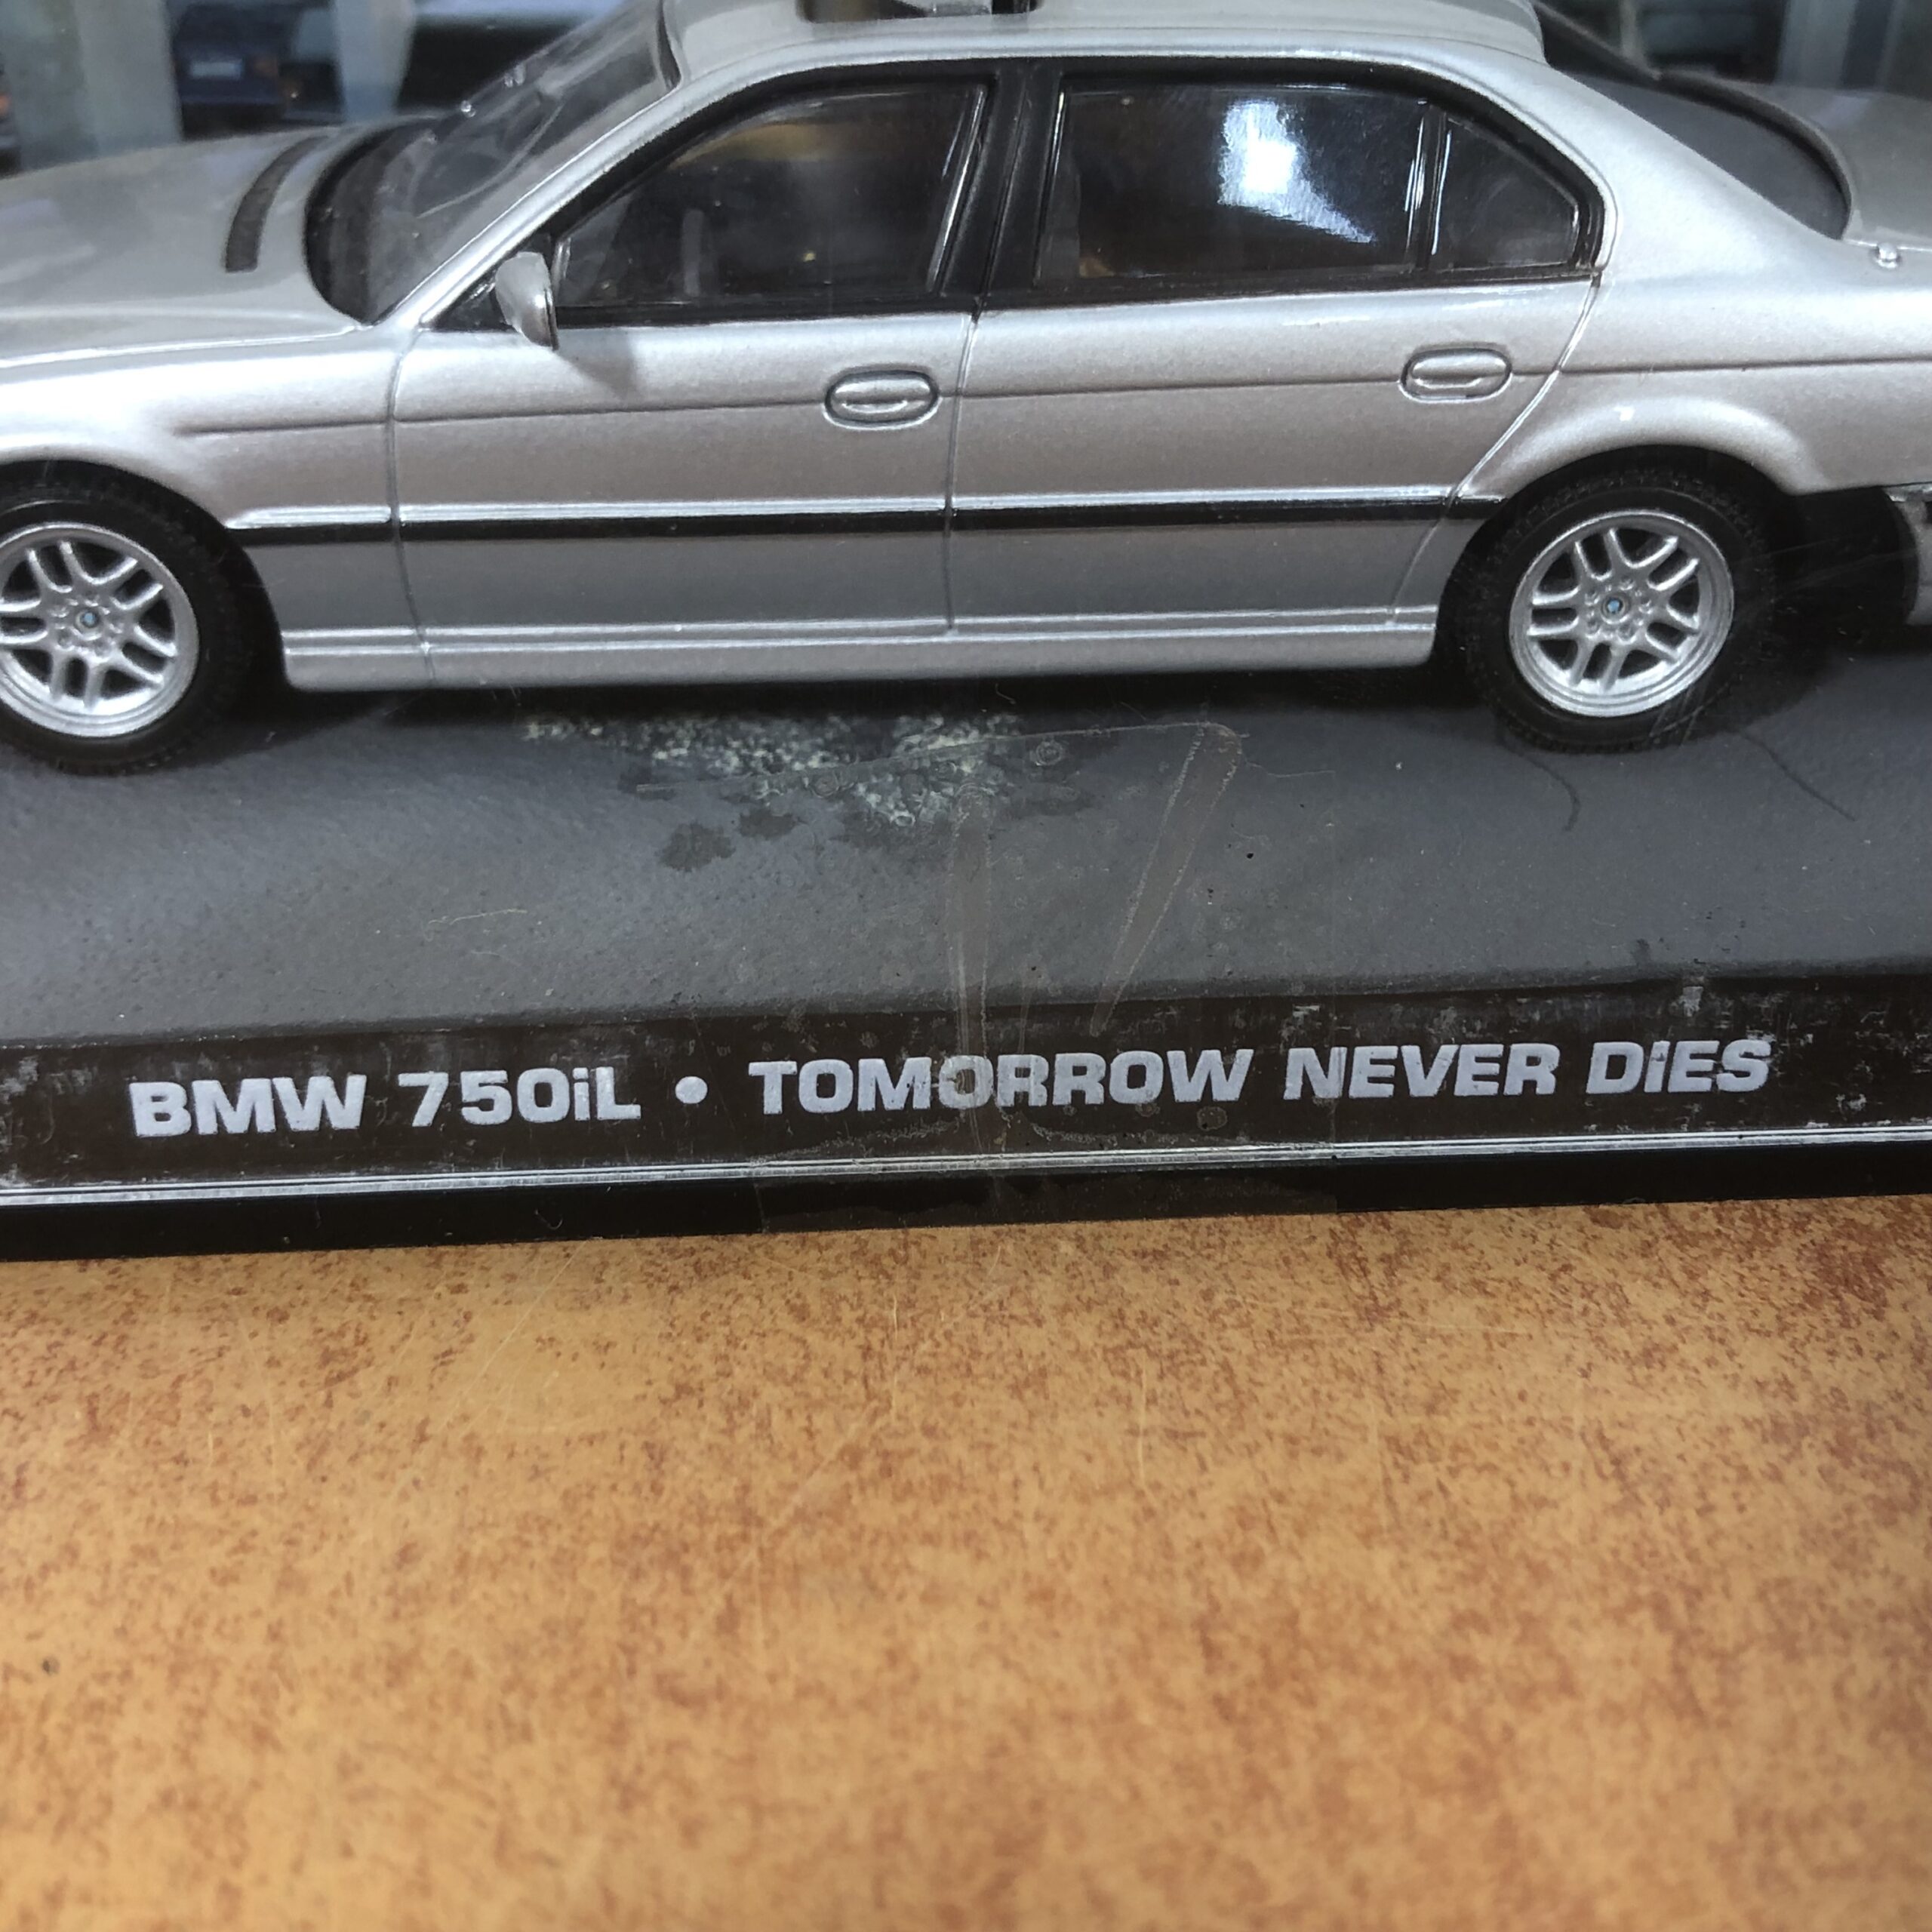 BMW 750iL • TOMORROW NEVER DiES